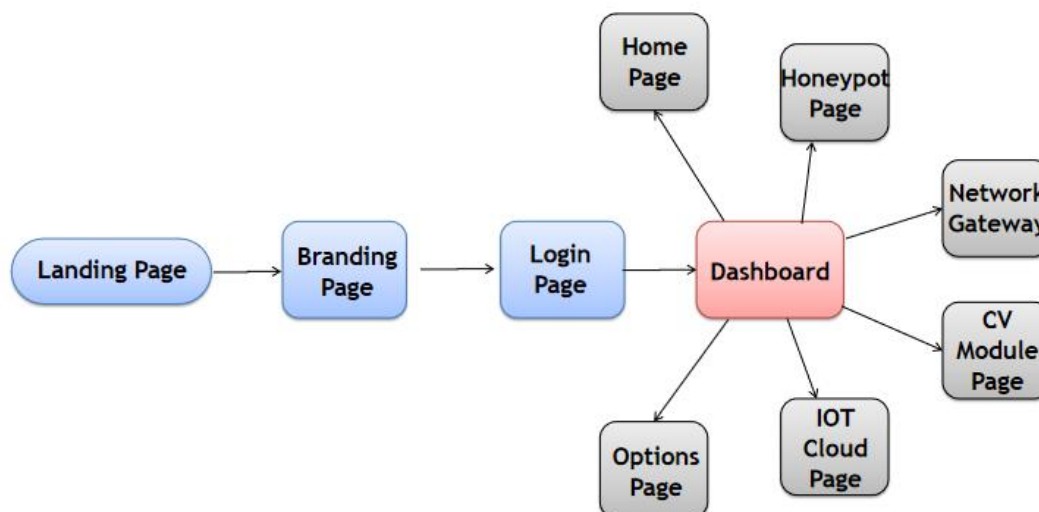 Home
Page
Honeypot
Page
Network
Gateway
Landing Page
Branding
Page
Login
Page
Dashboard
CV
Module
Page
IOT
Cloud
Page
Options
Page